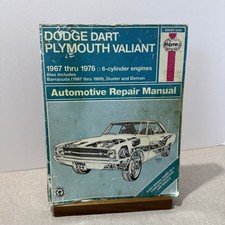 DODGE DART
PLYMOUTH VALIANT
Haynes
1967 thru 1976 □ 6-cylinder engines
Also includes
Barracuda (1967 thru 1969), Duster and Demon
Automotive Repair Manual